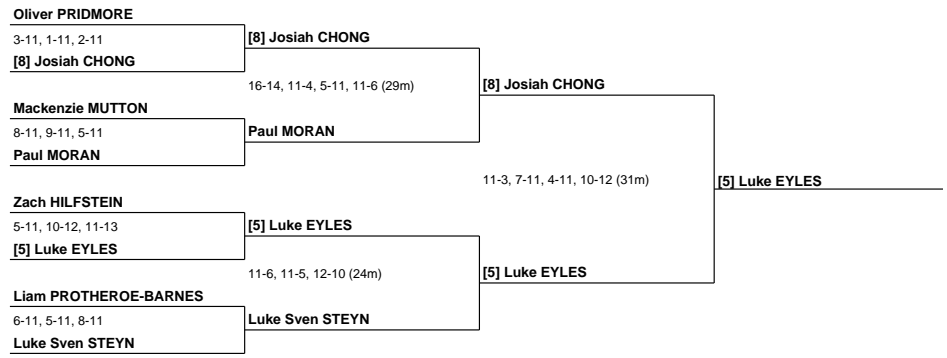 Oliver PRIDMORE
3-11, 1-11, 2-11
[8] Josiah CHONG
[8] Josiah CHONG
16-14, 11-4, 5-11, 11-6 (29m)
[8] Josiah CHONG
Mackenzie MUTTON
8-11, 9-11, 5-11
Paul MORAN
Paul MORAN
11-3, 7-11, 4-11, 10-12 (31m)
[5] Luke EYLES
Zach HILFSTEIN
5-11, 10-12, 11-13
[5] Luke EYLES
[5] Luke EYLES
11-6, 11-5, 12-10 (24m)
[5] Luke EYLES
Liam PROTHEROE-BARNES
6-11, 5-11, 8-11
Luke Sven STEYN
Luke Sven STEYN